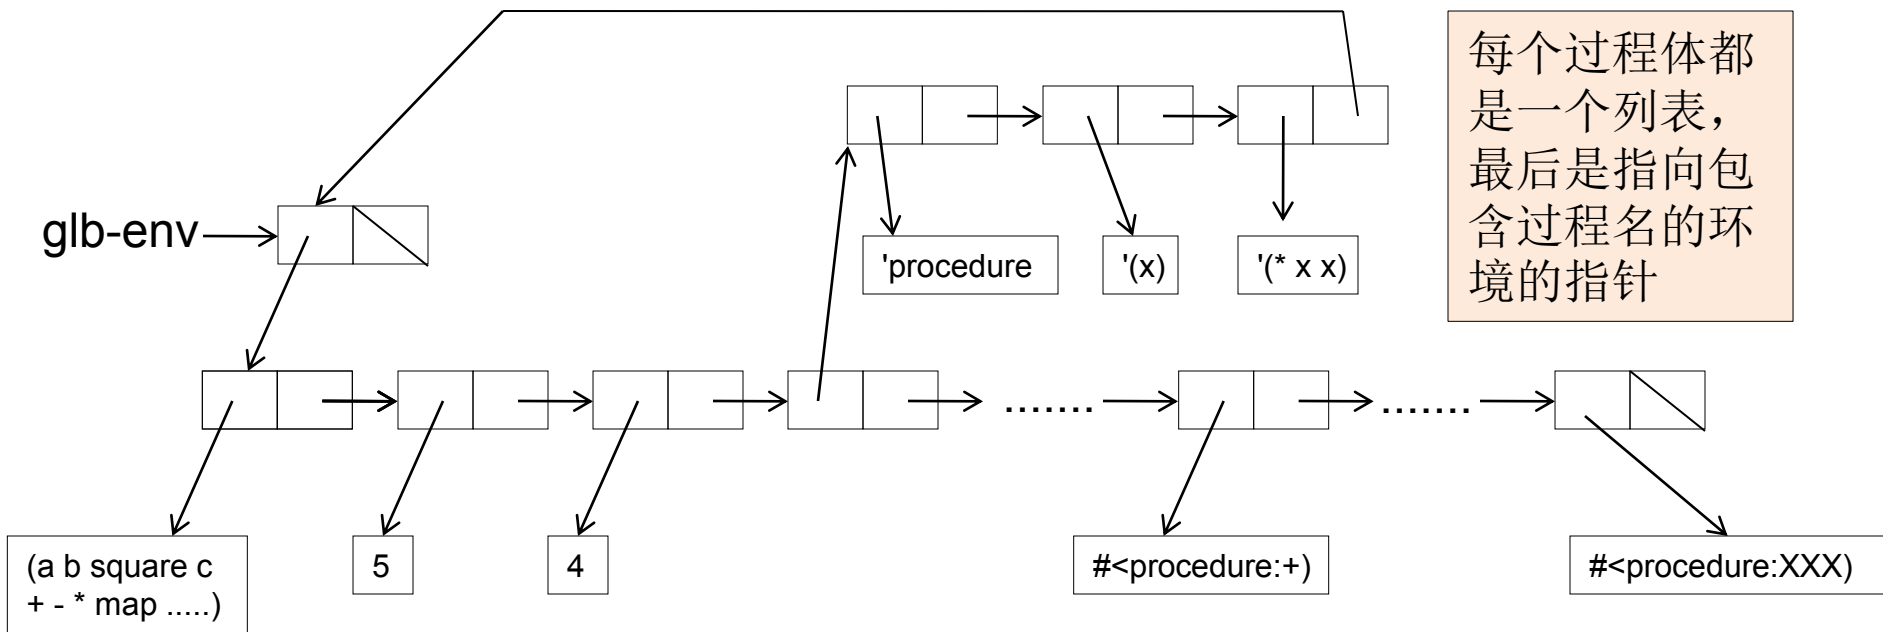 每个过程体都
是一个列表，
最后是指向包
含过程名的环
境的指针
glb-env
'procedure
'(x)
'(* x x)
.......
.......
(a b square c
+ - * map .....)
5
4
#<procedure:+)
#<procedure:XXX)